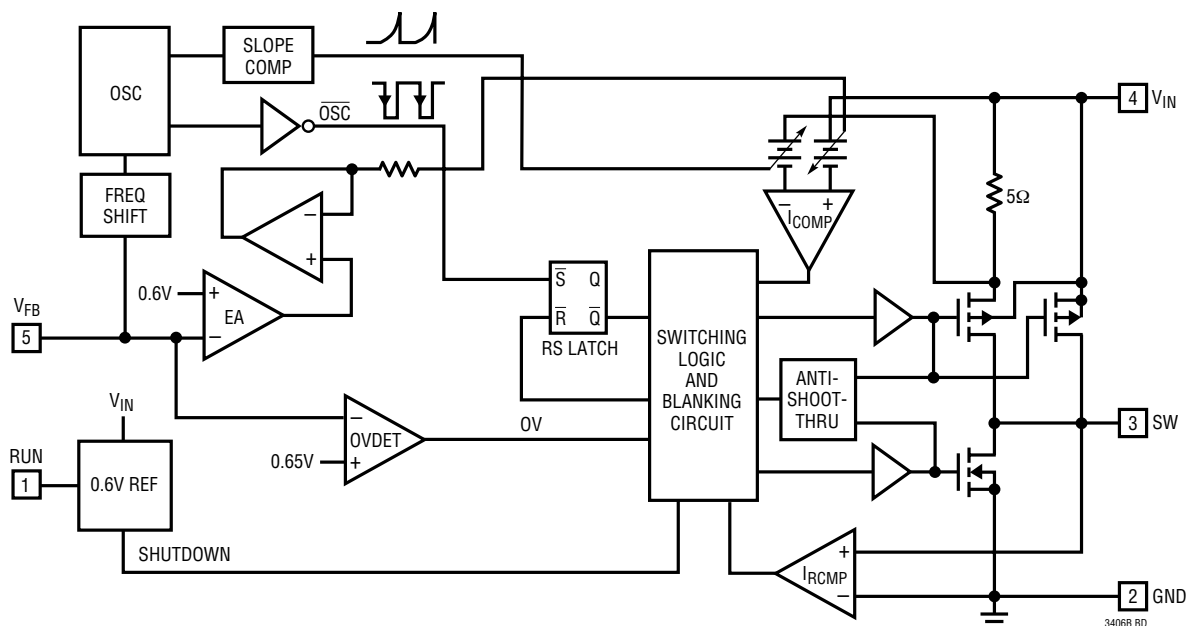 OSC
SLOPE
COMP
OSC
FREQ
SHIFT
4
VIN
5Ω
–
+
ICOMP
–
+
0.6V
+
EA
–
VFB
5
S Q
R Q
RS LATCH
SWITCHING
LOGIC
AND
BLANKING
CIRCUIT
ANTI-
SHOOT-
THRU
3
SW
VIN
RUN
1
0.6V REF
–
OVDET
0.65V
+
OV
SHUTDOWN
+
IRCMP
–
2
GND
3406B BD